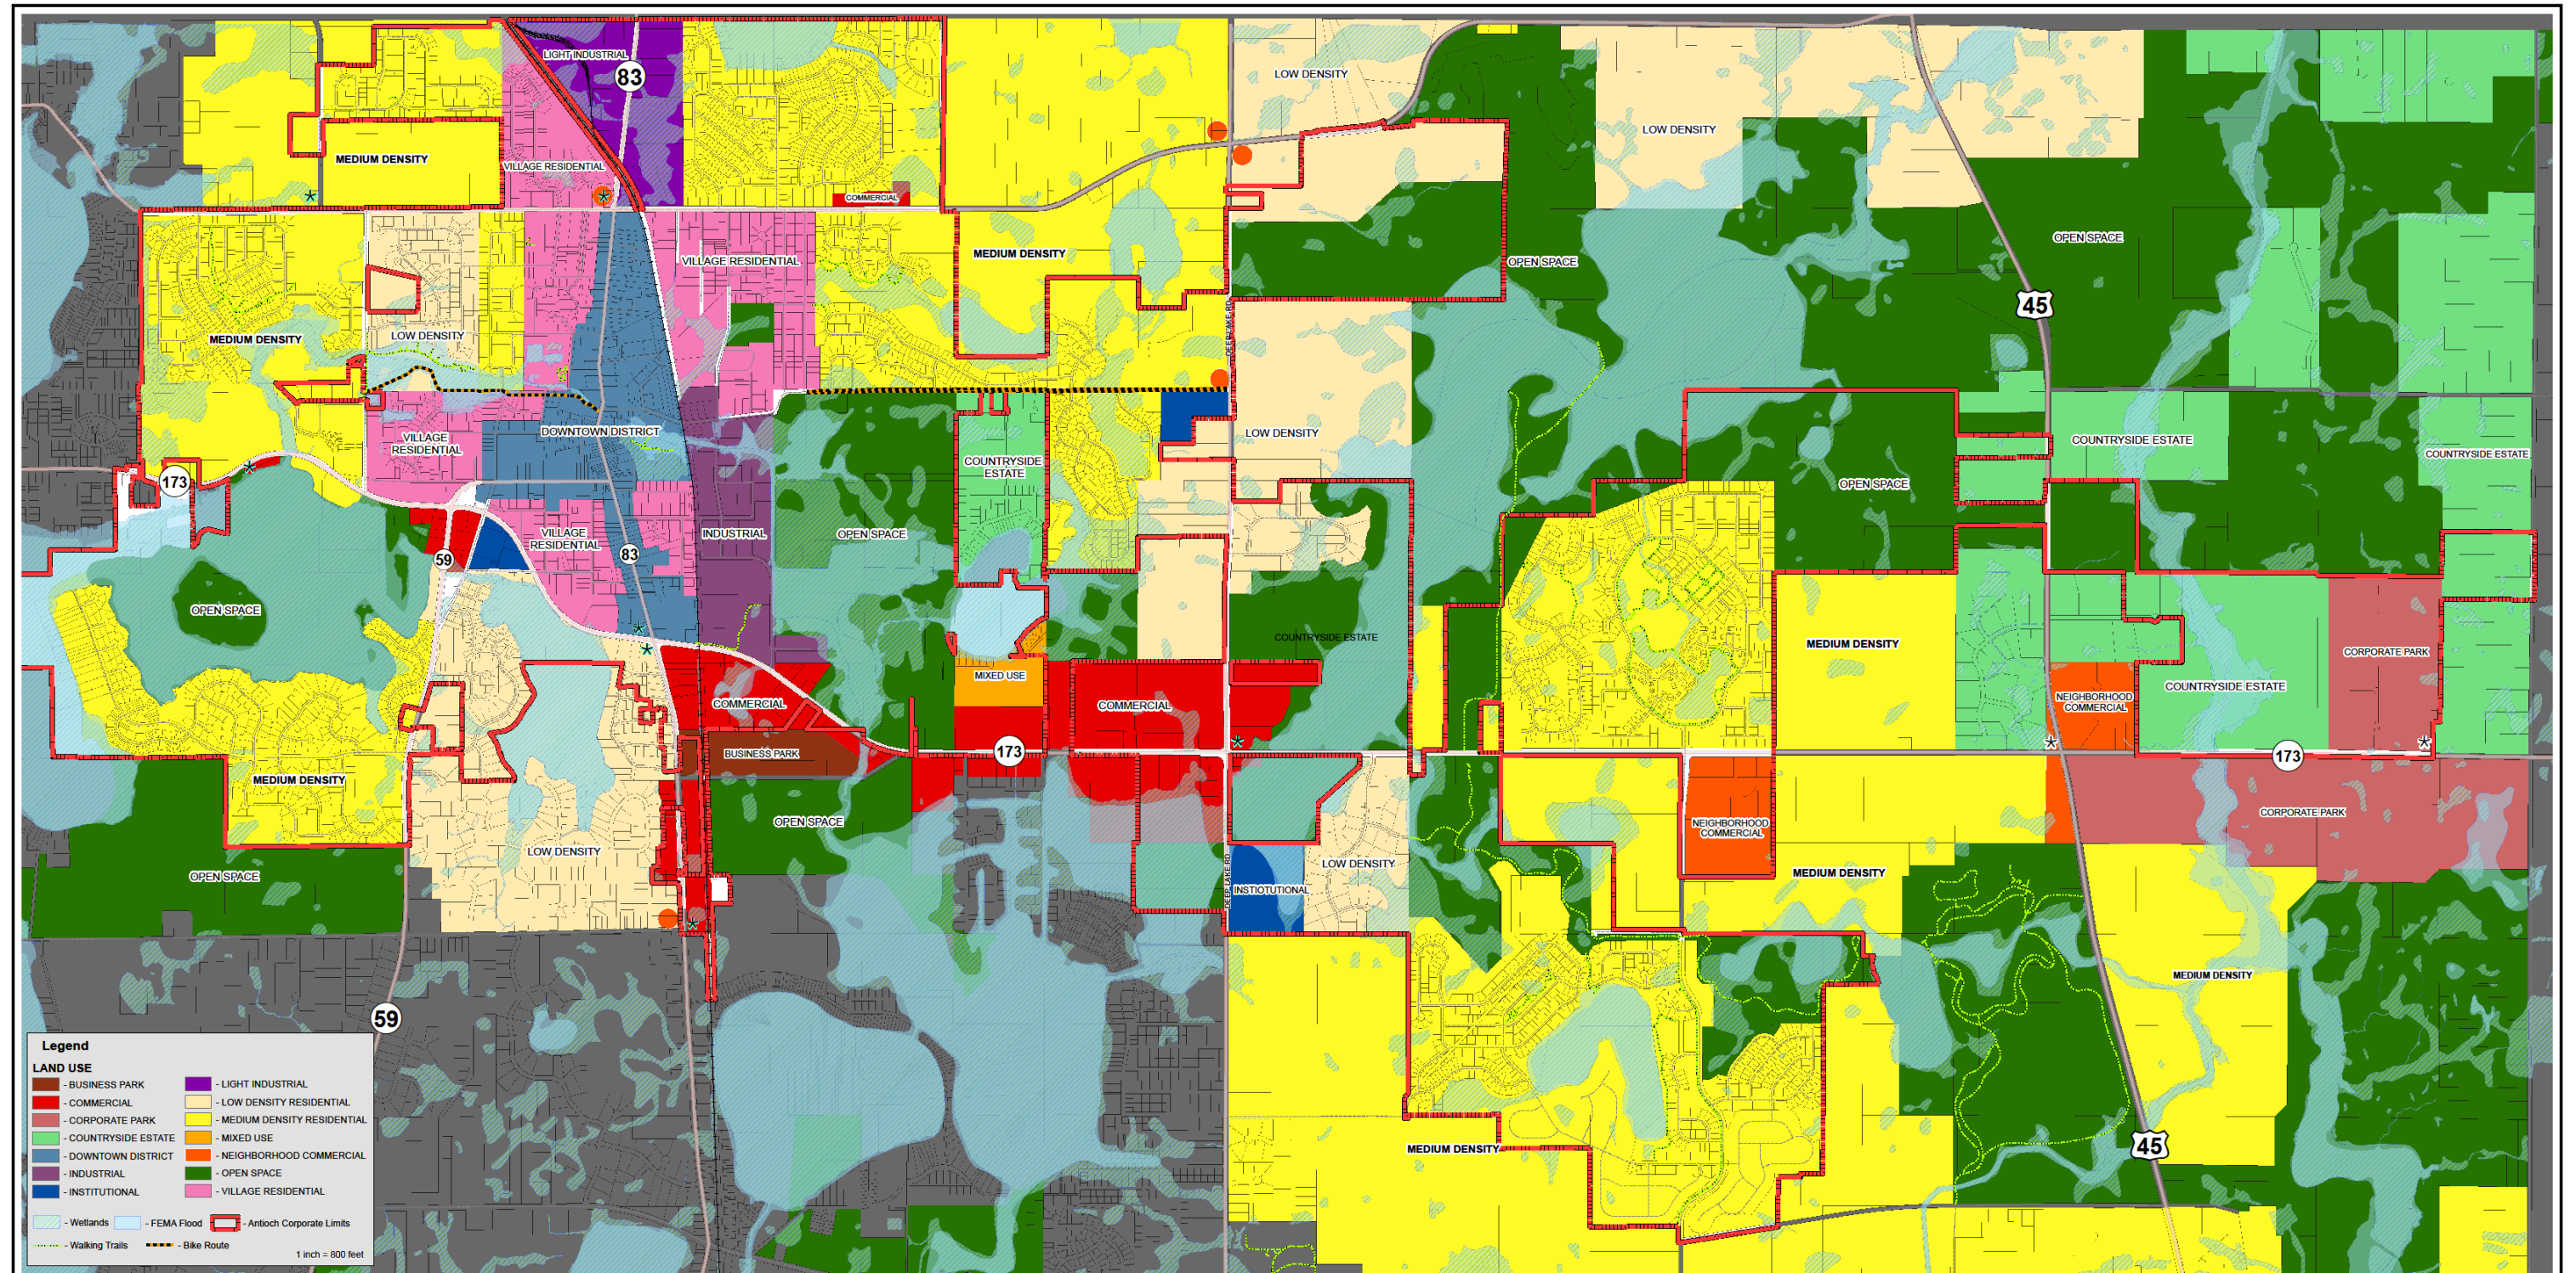 LIGHT INDUSTRIAL
83
LOW DENSITY
LOW DENSITY
MEDIUM DENSITY
VILLAGE RESIDENTIAL
COMMERCIAL
OPEN SPACE
MEDIUM DENSITY
VILLAGE RESIDENTIAL
OPEN SPACE
45
DEEP LAKE RD
MEDIUM DENSITY
LOW DENSITY
DOWNTOWN DISTRICT
LOW DENSITY
VILLAGE
RESIDENTIAL
COUNTRYSIDE ESTATE
COUNTRYSIDE ESTATE
COUNTRYSIDE
ESTATE
173
OPEN SPACE
VILLAGE
RESIDENTIAL
INDUSTRIAL
OPEN SPACE
59
83
OPEN SPACE
COUNTRYSIDE ESTATE
MEDIUM DENSITY
CORPORATE PARK
MIXED USE
COUNTRYSIDE ESTATE
NEIGHBORHOOD
COMMERCIAL
COMMERCIAL
COMMERCIAL
BUSINESS PARK
173
173
MEDIUM DENSITY
OPEN SPACE
NEIGHBORHOOD
COMMERCIAL
CORPORATE PARK
LOW DENSITY
LOW DENSITY
MEDIUM DENSITY
OPEN SPACE
INSTIOTUTIONAL
DEEP LAKE RD
MEDIUM DENSITY
59
MEDIUM DENSITY
45
Legend
LAND USE
- BUSINESS PARK
- COMMERCIAL
- CORPORATE PARK
- COUNTRYSIDE ESTATE
- DOWNTOWN DISTRICT
- INDUSTRIAL
- INSTITUTIONAL
- LIGHT INDUSTRIAL
- LOW DENSITY RESIDENTIAL
- MEDIUM DENSITY RESIDENTIAL
- MIXED USE
- NEIGHBORHOOD COMMERCIAL
- OPEN SPACE
- VILLAGE RESIDENTIAL
- Wetlands
- FEMA Flood
- Antioch Corporate Limits
- Walking Trails
- Bike Route
1 inch = 800 feet